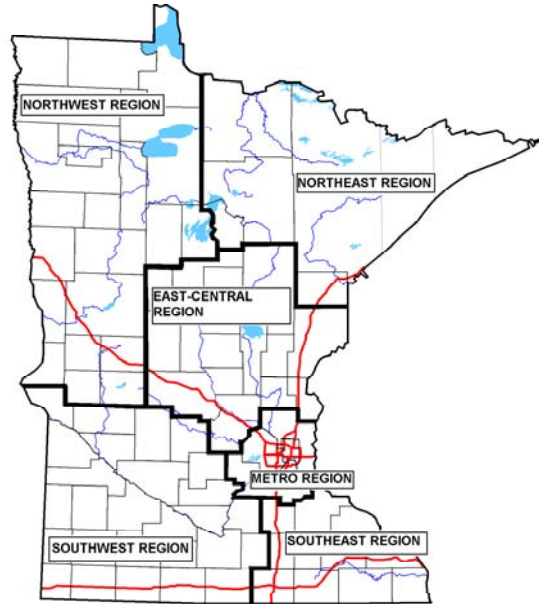 NORTHWEST REGION
NORTHEAST REGION
EAST-CENTRAL
REGION
METRO REGION
SOUTHWEST REGION
SOUTHEAST REGION